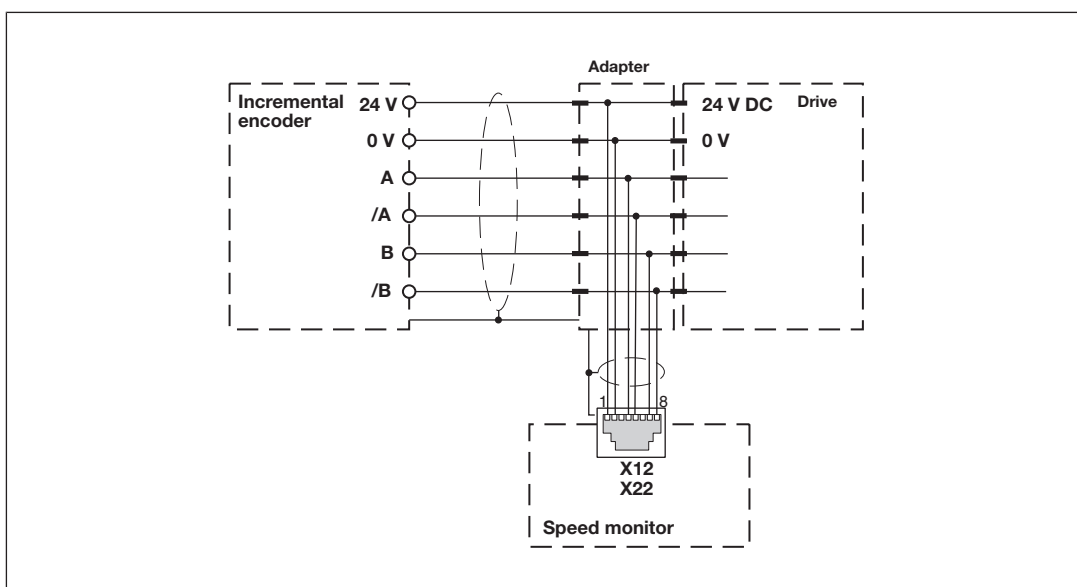 Adapter
Incremental
encoder
24 V
0 V
A
/A
B
/B
24 V DC
Drive
0 V
1
8
X12
X22
Speed monitor